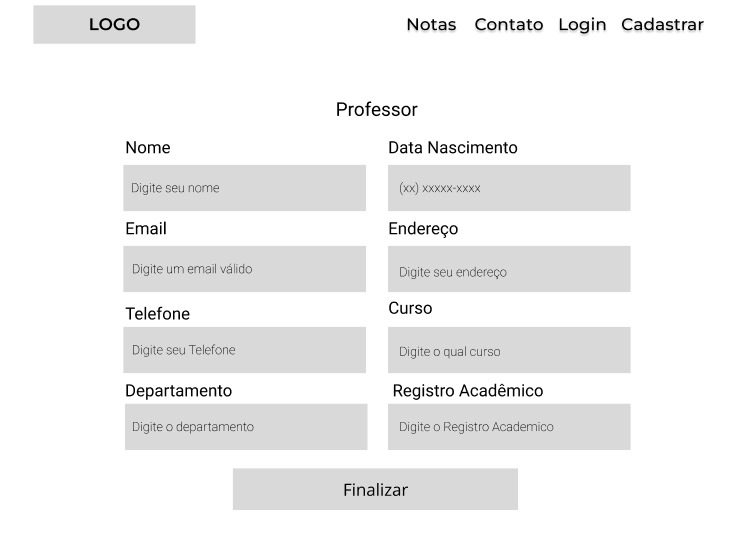 LOGO
Notas Contato Login Cadastrar
Professor
Nome
Data Nascimento
Digite seu nome
(xx) xxxxx-xxxx
Email
Endereço
Digite um email válido
Digite seu endereço
Telefone
Curso
Digite seu Telefone
Digite o qual curso
Departamento
Registro Acadêmico
Digite o departamento
Digite o Registro Academico
Finalizar